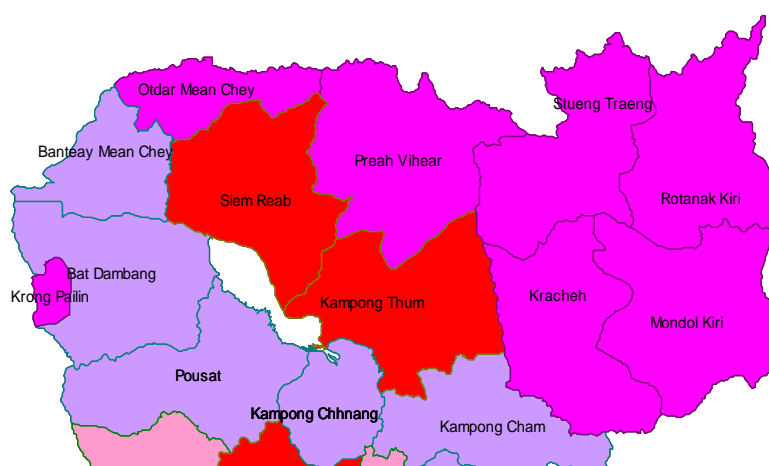 Otdar Mean Chey
Stueng Traeng
Banteay Mean Chey
Preah Vihear
Siem Reab
Rotanak Kiri
Bat Dambang
Krong Pailin
Kampong Thum
Kracheh
Mondol Kiri
Pousat
Kampong Chhnang
Kampong Cham